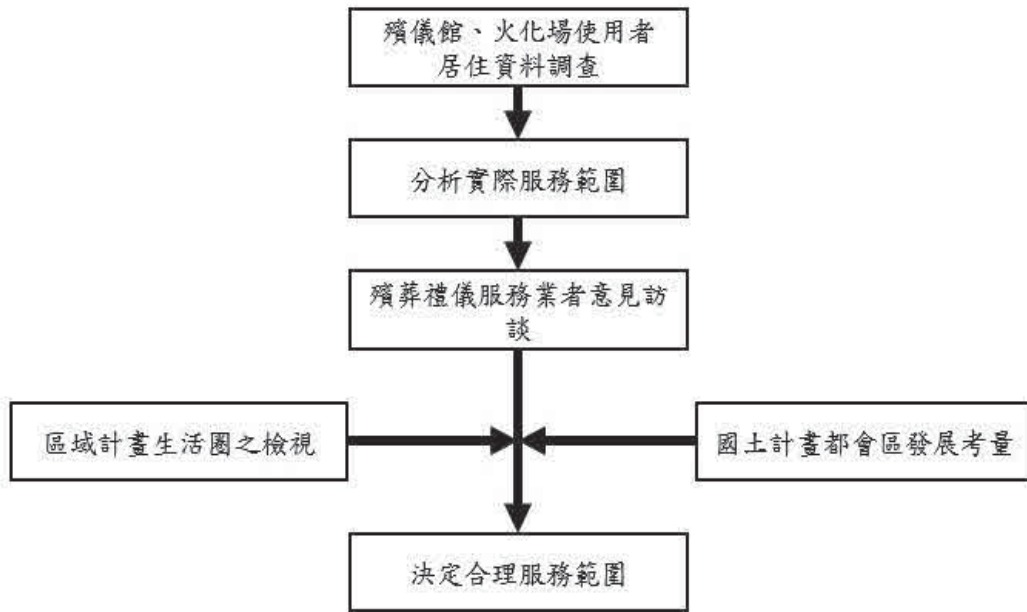 殯儀館、火化場使用者
居住資料調查
分析實際服務範圍
殯葬禮儀服務業者意見訪
談
區域計畫生活圈之檢視
國土計畫都會區發展考量
決定合理服務範圍